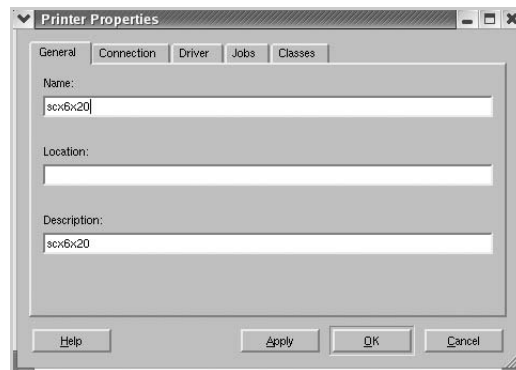 Printer Properties
General Connection Driver Jobs Classes
Name:
scx6x20
Location:
Description:
scx6x20
Help Apply OK Cancel